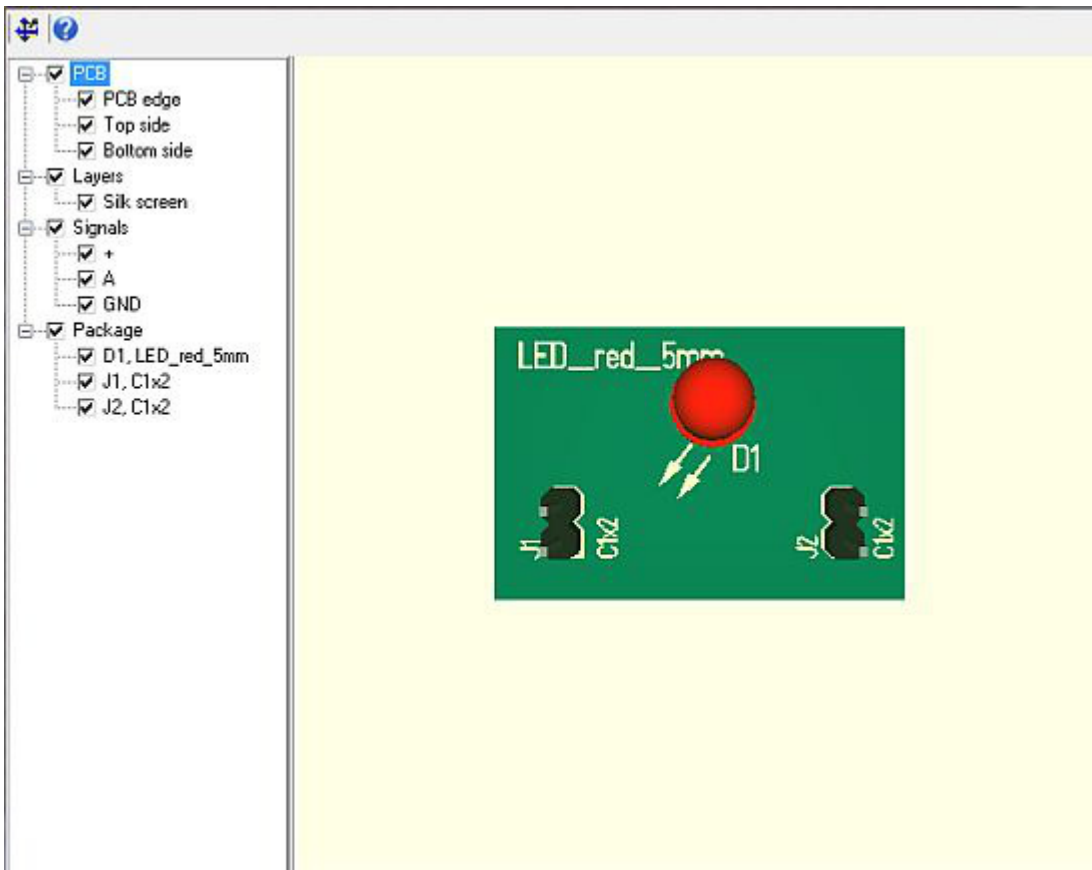 PCB
PCB edge
Top side
Bottom side
Layers
Silk screen
Signals
+
A
GND
Package
D1, LED_red_5mm
J1, C1x2
J2, C1x2
LED_red_5mm
D1
J1
C1x2
J2
C1x2